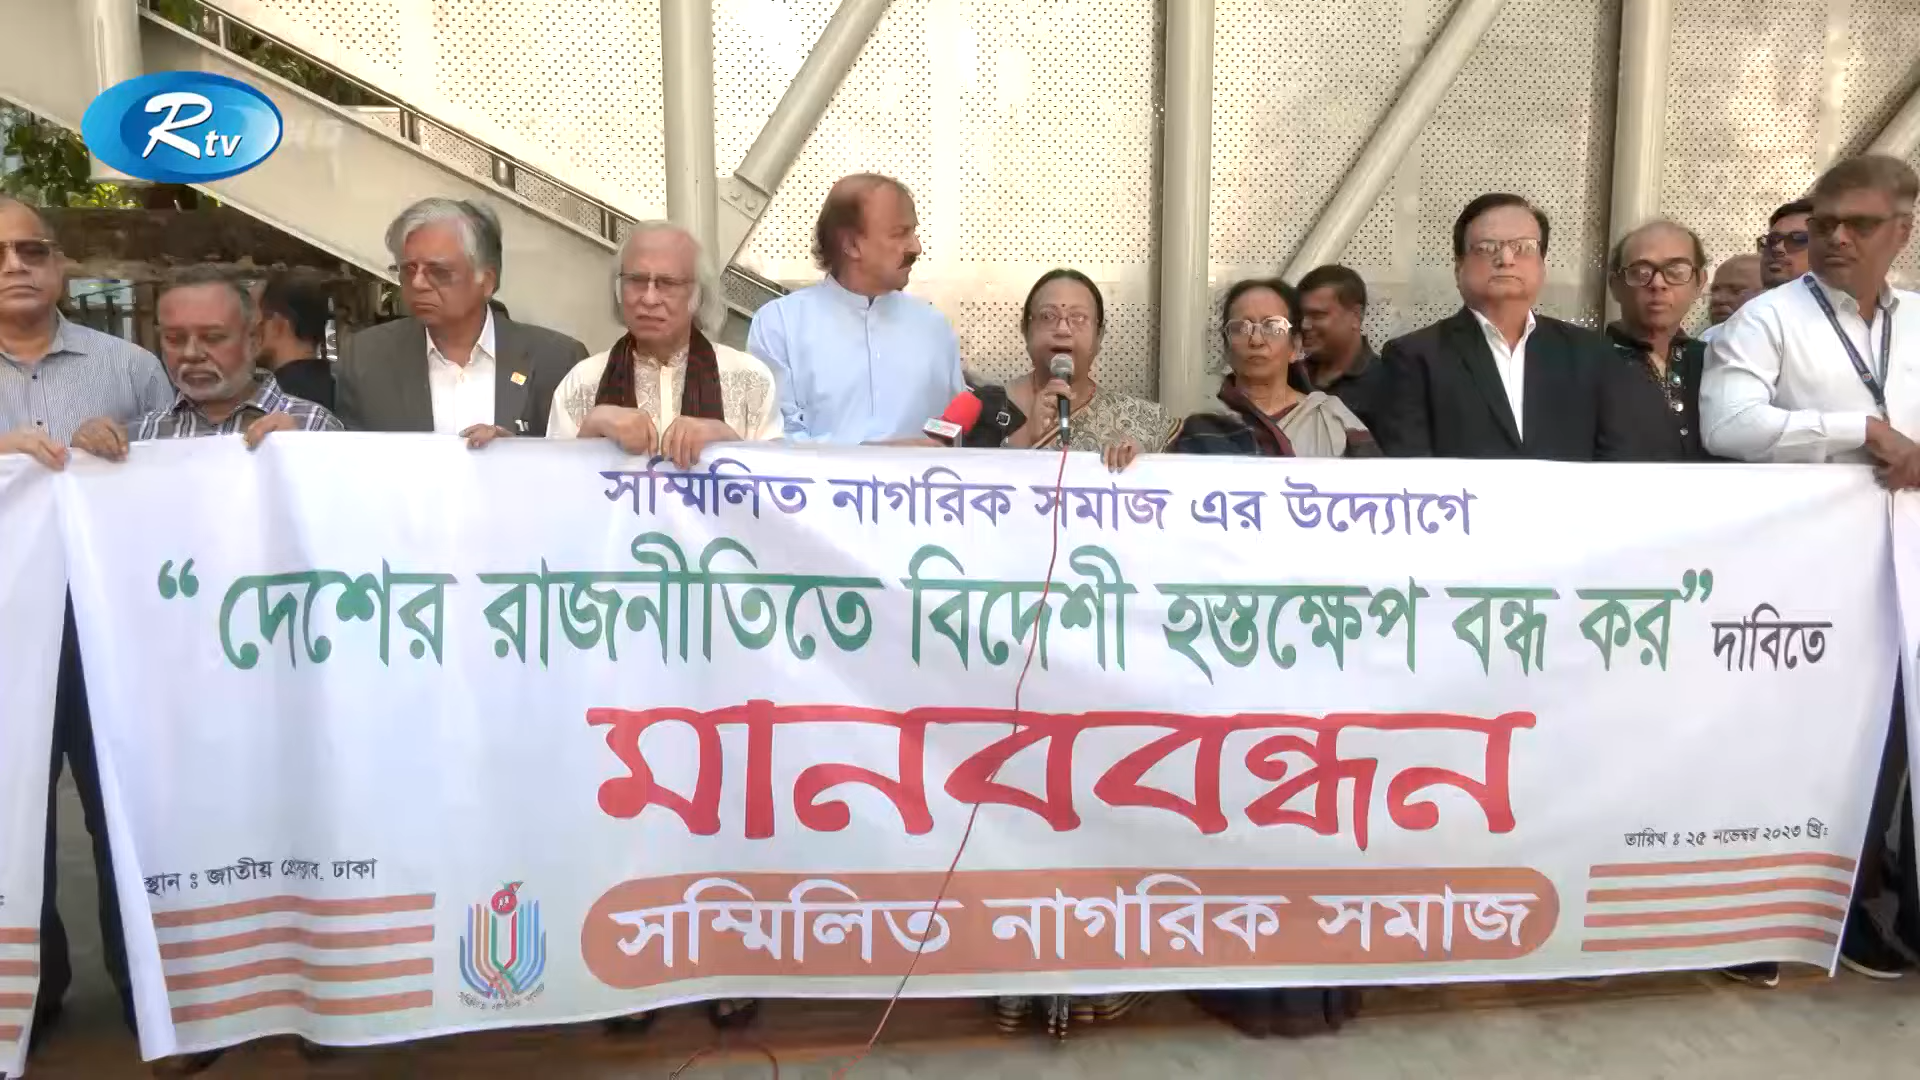 Rtv
সম্মিলিত নাগরিক সমাজ এর উদ্যোগে
“দেশের রাজনীতিতে বিদেশী হস্তক্ষেপ বন্ধ কর” দাবিতে
মানববন্ধন
তারিখ ঃ ২৫ নভেম্বর ২০২৩ খ্রিঃ
স্থান ঃ জাতীয় প্রেসক্লাব, ঢাকা
সম্মিলিত নাগরিক সমাজ